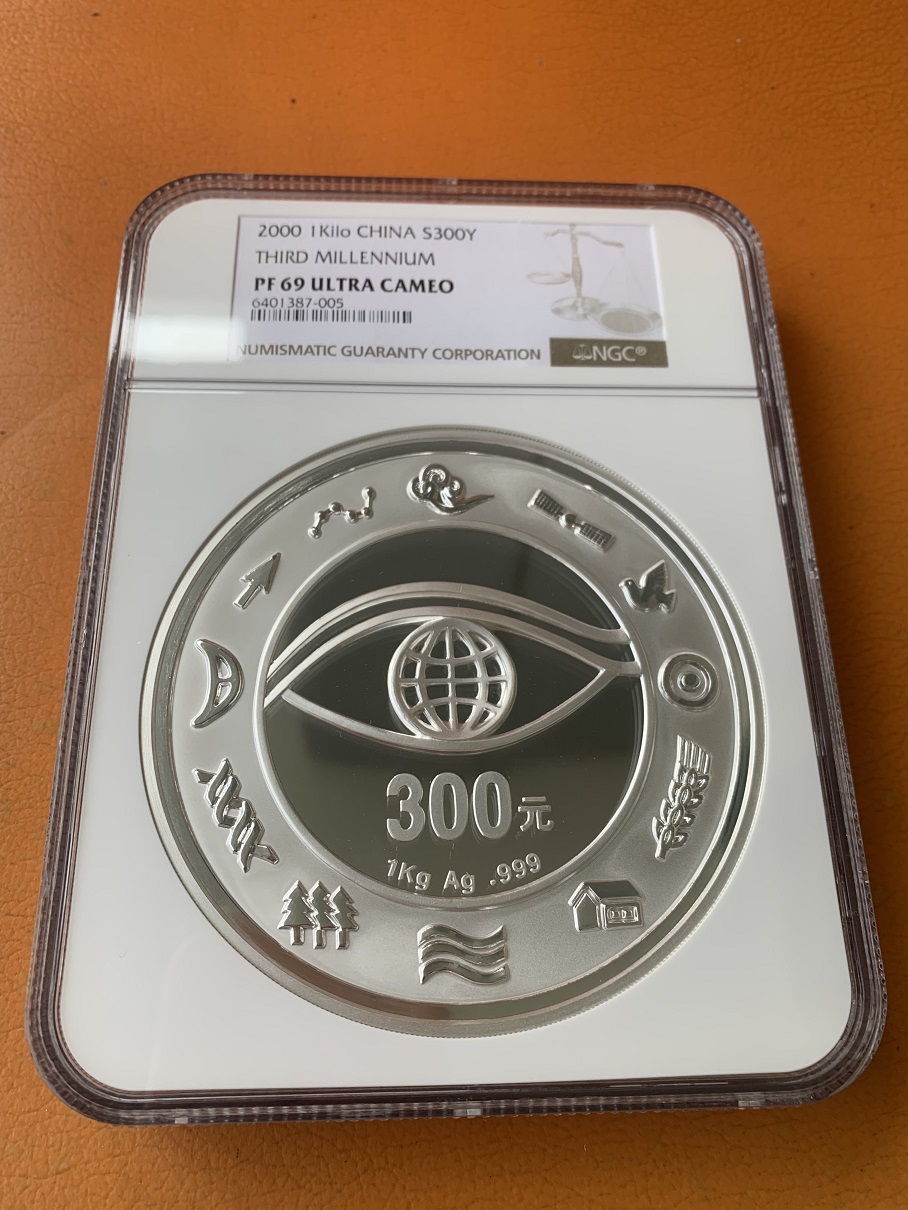 2000 1Kilo CHINA S300Y
THIRD MILLENNIUM
PF 69 ULTRA CAMEO
6401387-005
NUMISMATIC GUARANTY CORPORATION
NGC®
300元
1Kg Ag .999